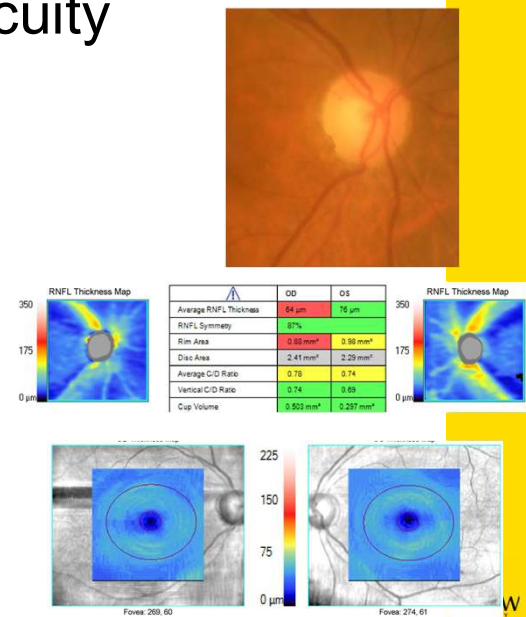 cuity
RNFL Thickness Map
350
175
0 µm
OD OS
Average RNFL Thickness 64 µm 76 µm
RNFL Symmetry 87%
Rim Area 0.88 mm² 0.98 mm²
Disc Area 2.41 mm² 2.29 mm²
Average C/D Ratio 0.78 0.74
Vertical C/D Ratio 0.74 0.69
Cup Volume 0.503 mm³ 0.297 mm³
RNFL Thickness Map
350
175
0 µm
225
150
75
0 µm
Fovea: 269, 60
Fovea: 274, 61
W